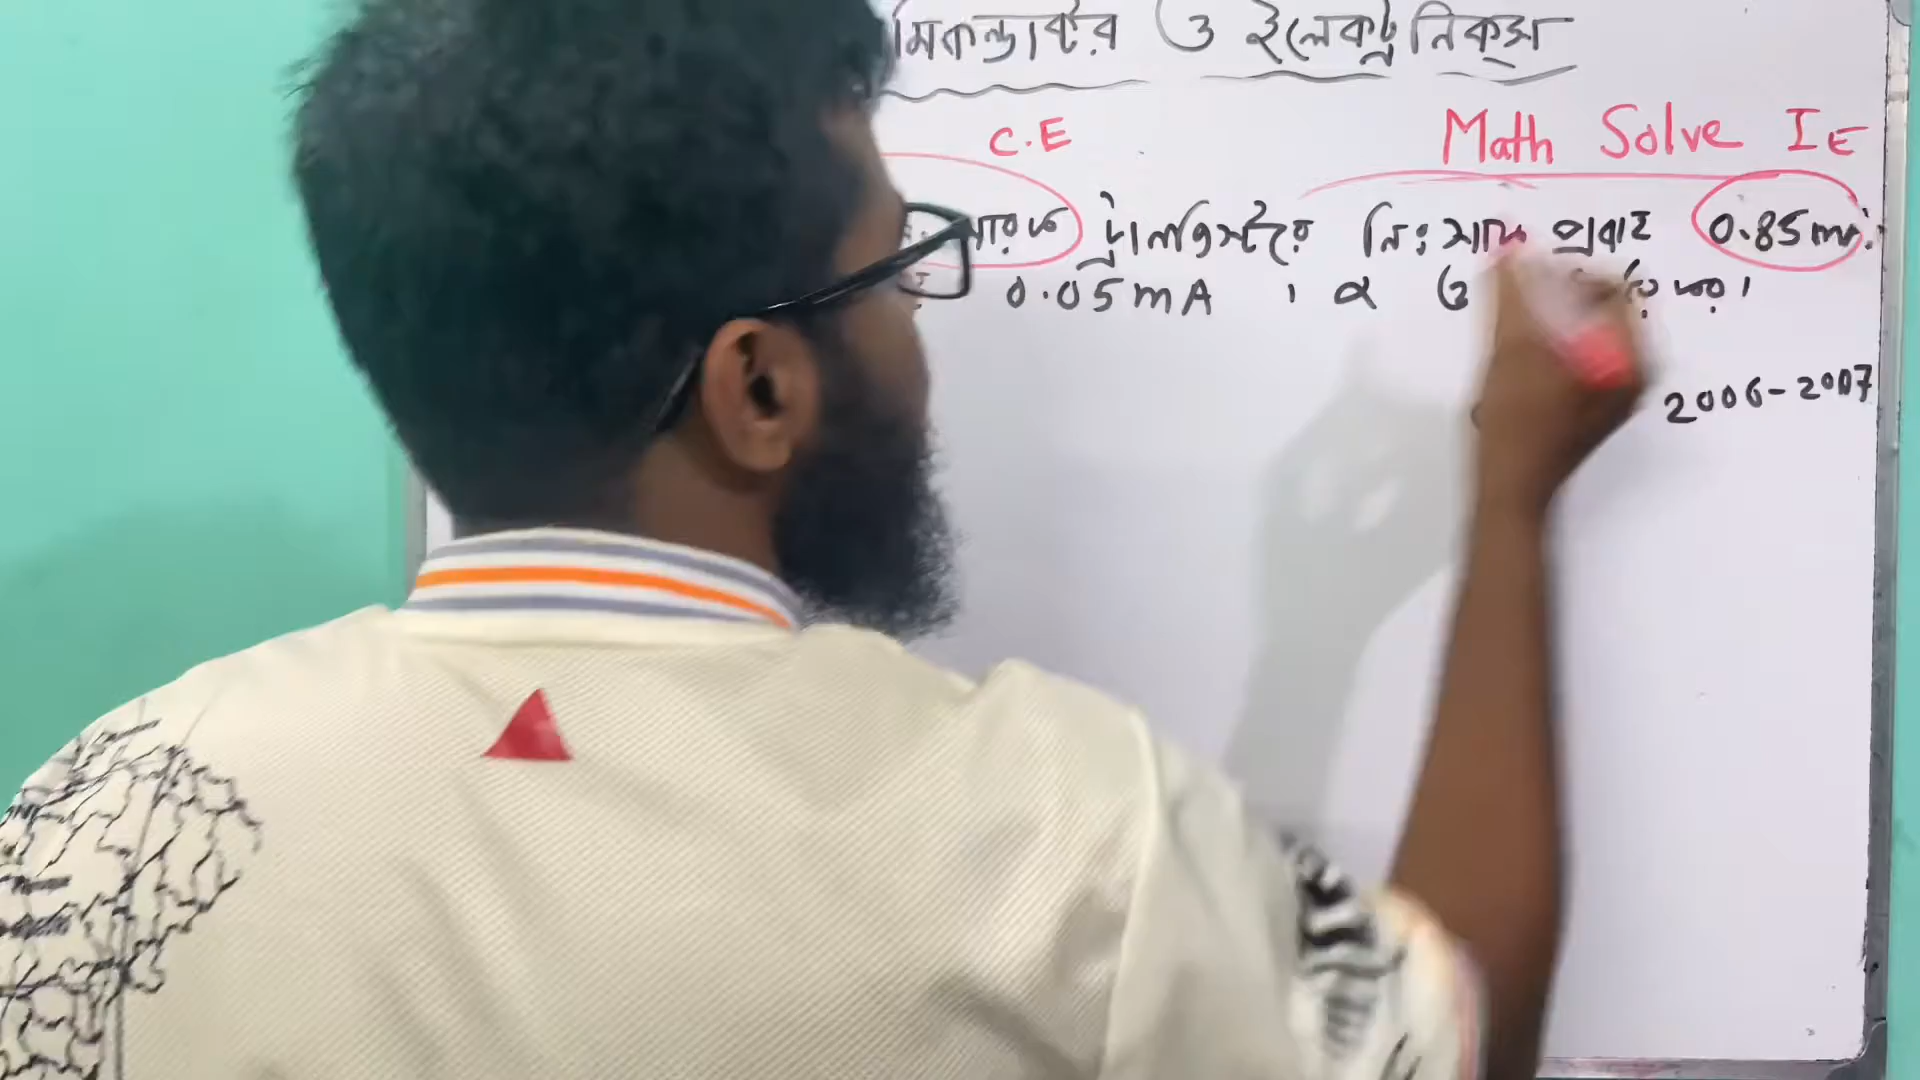 মিকন্ডাক্টর ও ইলেকট্রনিক্স
C.E
Math Solve IE
ট্রানজিস্টরে নিঃসারক প্রবাহ 0.85mA.
0.05mA । α ও
2006-2007